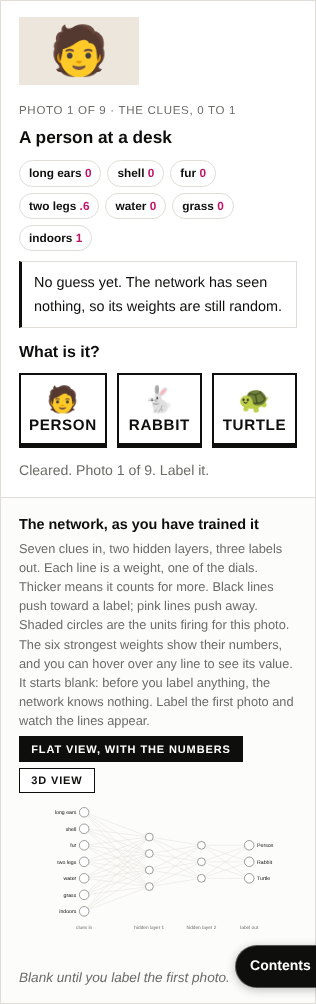 PHOTO 1 OF 9 · THE CLUES, 0 TO 1
A person at a desk
long ears 0 shell 0 fur 0
two legs .6 water 0 grass 0
indoors 1
No guess yet. The network has seen
nothing, so its weights are still random.
What is it?
PERSON RABBIT TURTLE
Cleared. Photo 1 of 9. Label it.
The network, as you have trained it
Seven clues in, two hidden layers, three labels
out. Each line is a weight, one of the dials.
Thicker means it counts for more. Black lines
push toward a label; pink lines push away.
Shaded circles are the units firing for this photo.
The six strongest weights show their numbers,
and you can hover over any line to see its value.
It starts blank: before you label anything, the
network knows nothing. Label the first photo and
watch the lines appear.
FLAT VIEW, WITH THE NUMBERS
3D VIEW
long ears
shell
fur
two legs
water
grass
indoors
Person
Rabbit
Turtle
clues in hidden layer 1 hidden layer 2 label out
Blank until you label the first photo.
Contents